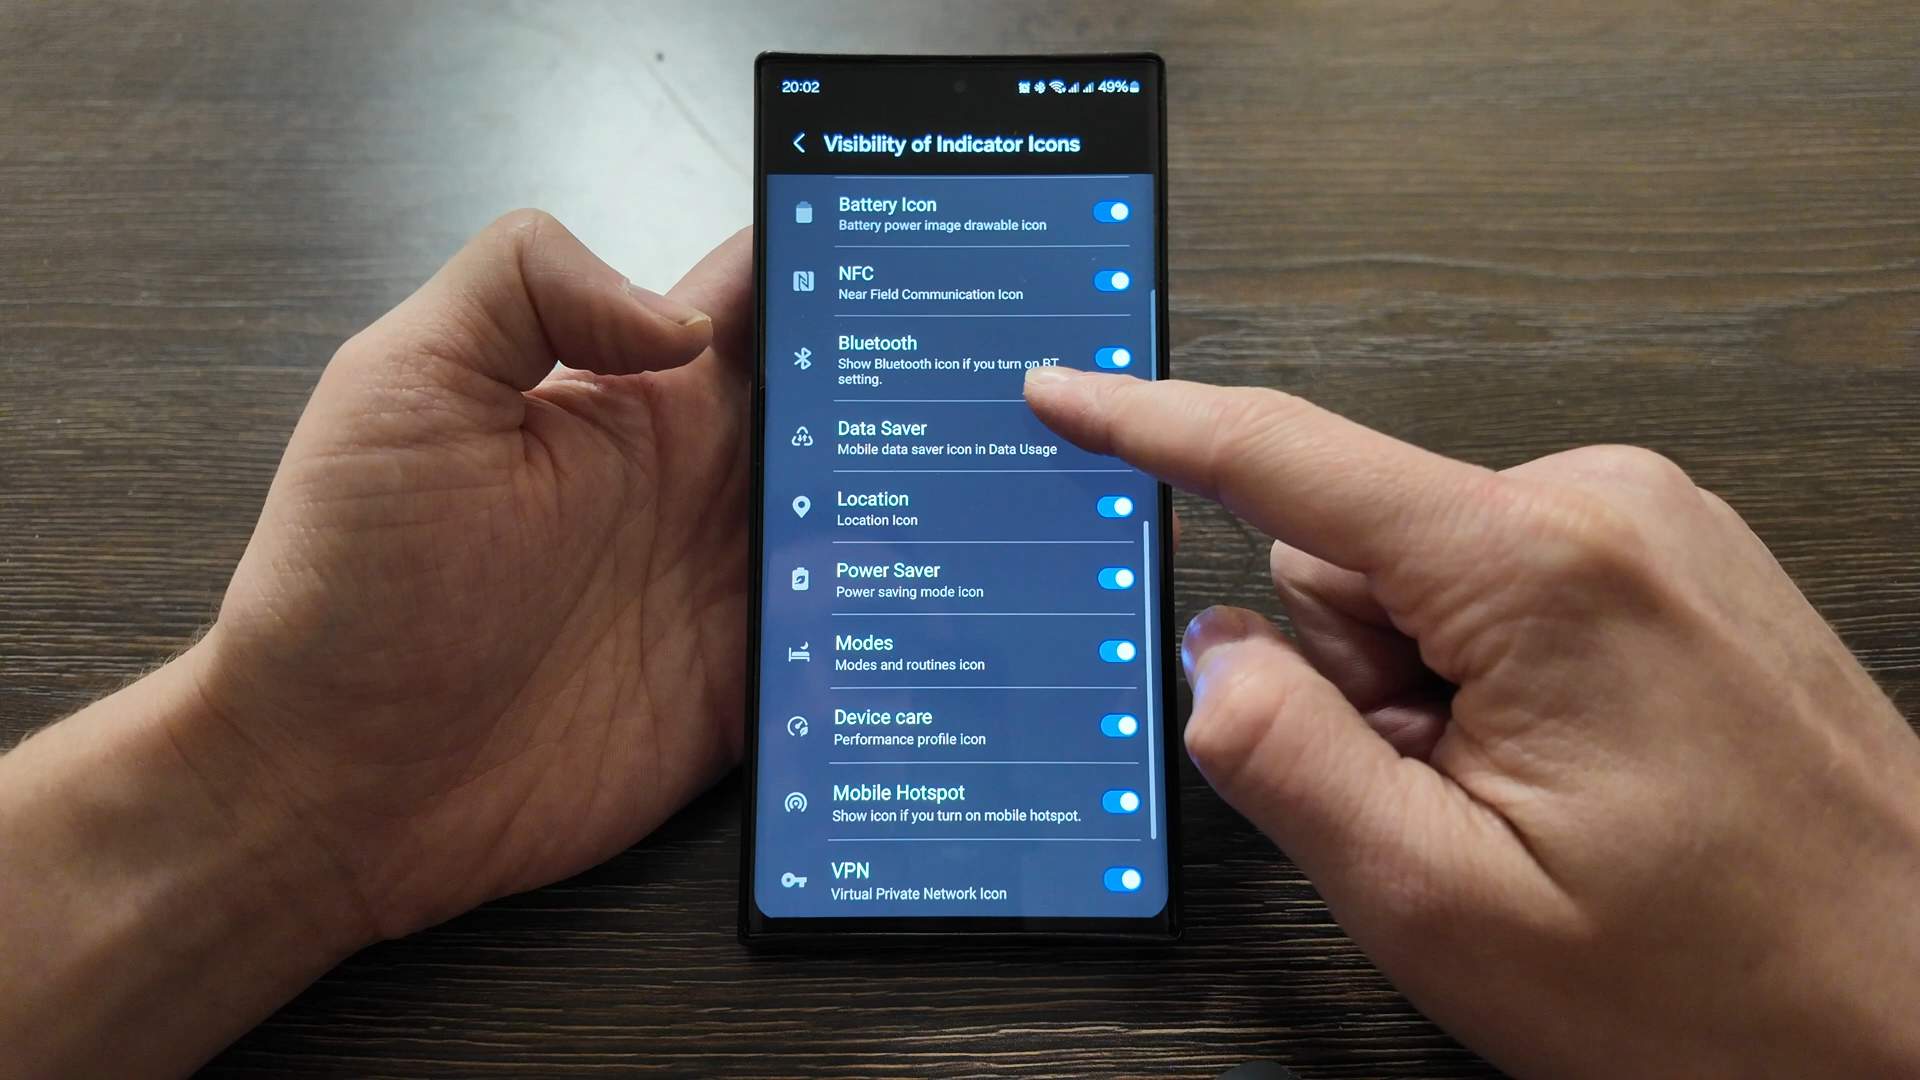 20:02 49%
Visibility of Indicator Icons
Battery Icon
Battery power image drawable icon
NFC
Near Field Communication Icon
Bluetooth
Show Bluetooth icon if you turn on BT
setting.
Data Saver
Mobile data saver icon in Data Usage
Location
Location Icon
Power Saver
Power saving mode icon
Modes
Modes and routines icon
Device care
Performance profile icon
Mobile Hotspot
Show icon if you turn on mobile hotspot.
VPN
Virtual Private Network Icon